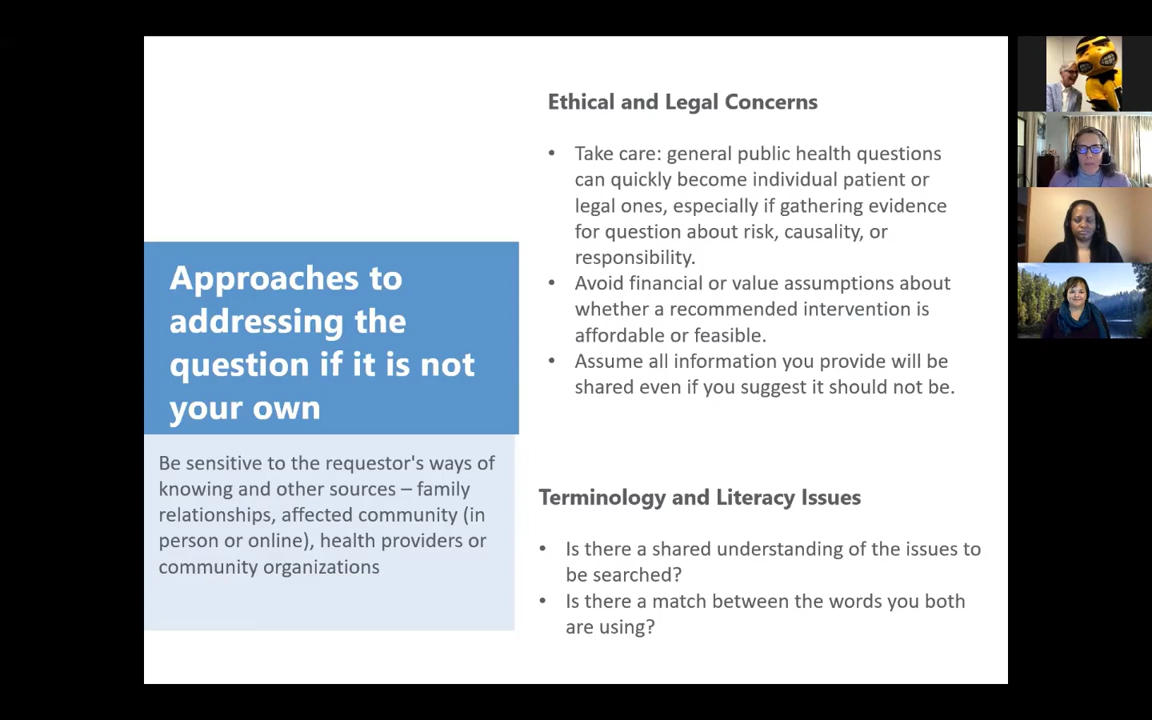 Approaches to
addressing the
question if it is not
your own
Be sensitive to the requestor's ways of
knowing and other sources – family
relationships, affected community (in
person or online), health providers or
community organizations
Ethical and Legal Concerns
• Take care: general public health questions
can quickly become individual patient or
legal ones, especially if gathering evidence
for question about risk, causality, or
responsibility.
• Avoid financial or value assumptions about
whether a recommended intervention is
affordable or feasible.
• Assume all information you provide will be
shared even if you suggest it should not be.
Terminology and Literacy Issues
• Is there a shared understanding of the issues to
be searched?
• Is there a match between the words you both
are using?